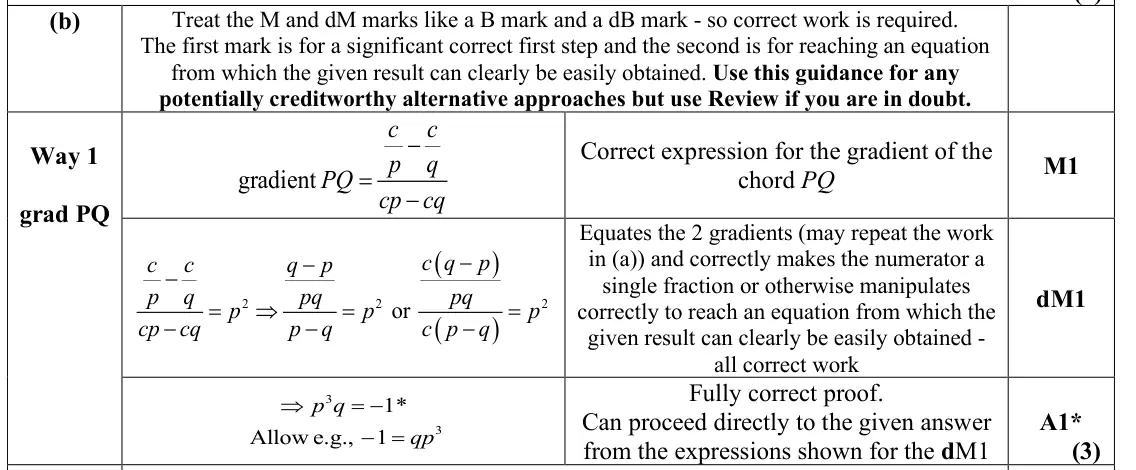 (b)
Treat the M and dM marks like a B mark and a dB mark - so correct work is required.
The first mark is for a significant correct first step and the second is for reaching an equation
from which the given result can clearly be easily obtained. Use this guidance for any
potentially creditworthy alternative approaches but use Review if you are in doubt.
Way 1
grad PQ
gradient PQ = (c/p − c/q)/(cp − cq)
Correct expression for the gradient of the
chord PQ
M1
(c/p − c/q)/(cp − cq) = p² ⇒ ((q − p)/pq)/(p − q) = p² or (c(q − p)/pq)/(c(p − q)) = p²
Equates the 2 gradients (may repeat the work
in (a)) and correctly makes the numerator a
single fraction or otherwise manipulates
correctly to reach an equation from which the
given result can clearly be easily obtained -
all correct work
dM1
⇒ p³q = −1*
Allow e.g., −1 = qp³
Fully correct proof.
Can proceed directly to the given answer
from the expressions shown for the dM1
A1*
(3)